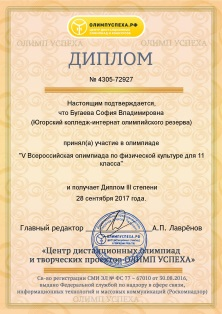 ОЛИМПУСПЕХА.РФ
ДИПЛОМ
№ 4305-72927
Настоящим подтверждается,
что Бугаева София Владимировна
(Югорский колледж-интернат олимпийского резерва)
принял(а) участие в олимпиаде
"V Всероссийская олимпиада по физической культуре для 11
класса"
и получает Диплом III степени
28 сентября 2017 года.
Главный редактор
А.П. Лаврёнов
«Центр дистанционных олимпиад
и творческих проектов ОЛИМП УСПЕХА»
Св-во регистрации СМИ ЭЛ № ФС 77 – 67010 от 30.08.2016,
выдано Федеральной службой по надзору в сфере связи,
информационных технологий и массовых коммуникаций (Роскомнадзор)